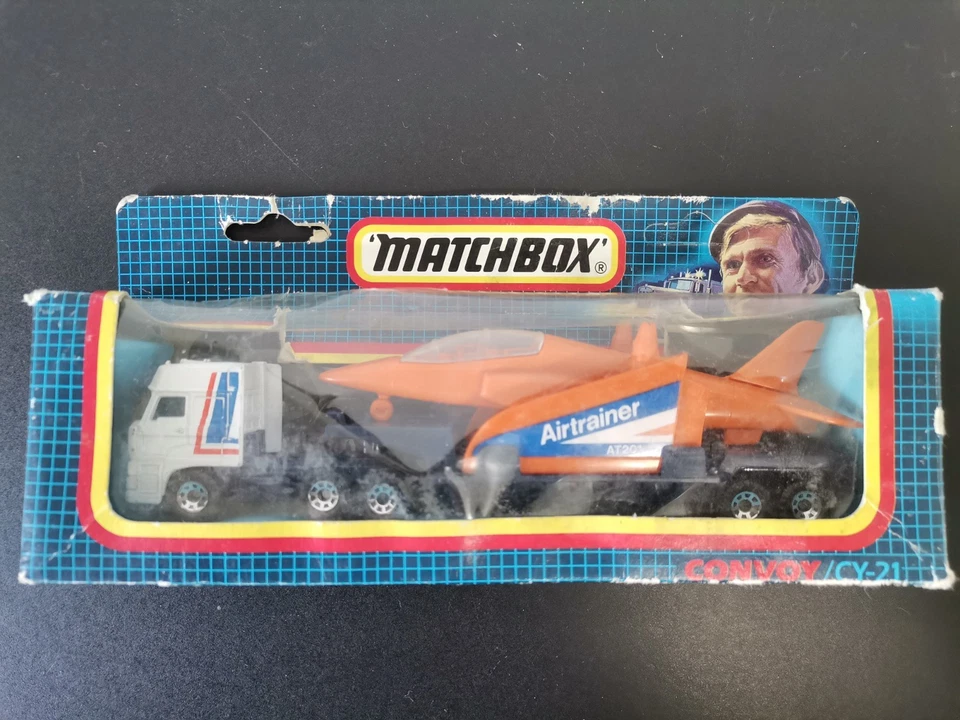 'MATCHBOX'®
Airtrainer
CONVOY/CY-21